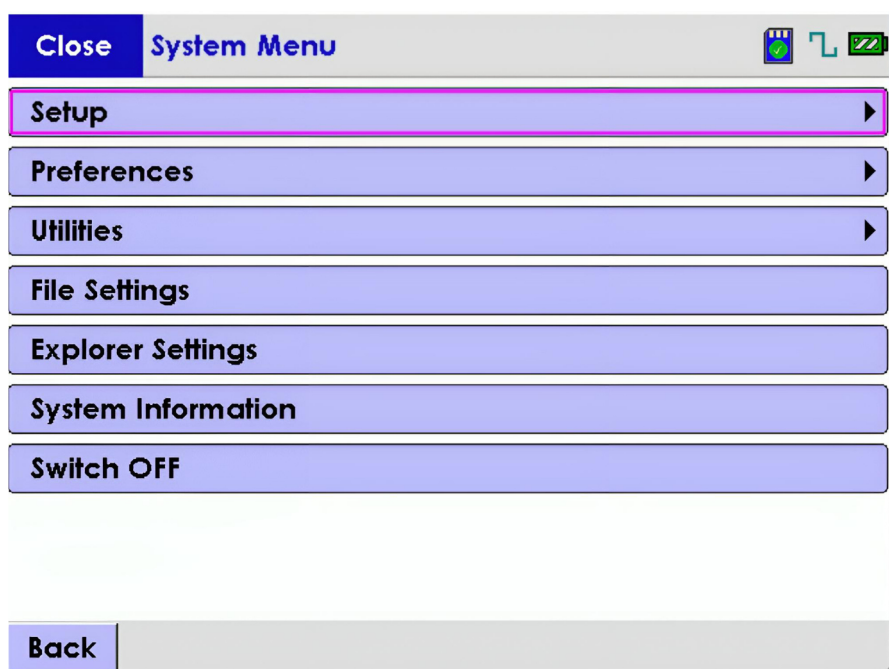 Close System Menu
Setup
Preferences
Utilities
File Settings
Explorer Settings
System Information
Switch OFF
Back